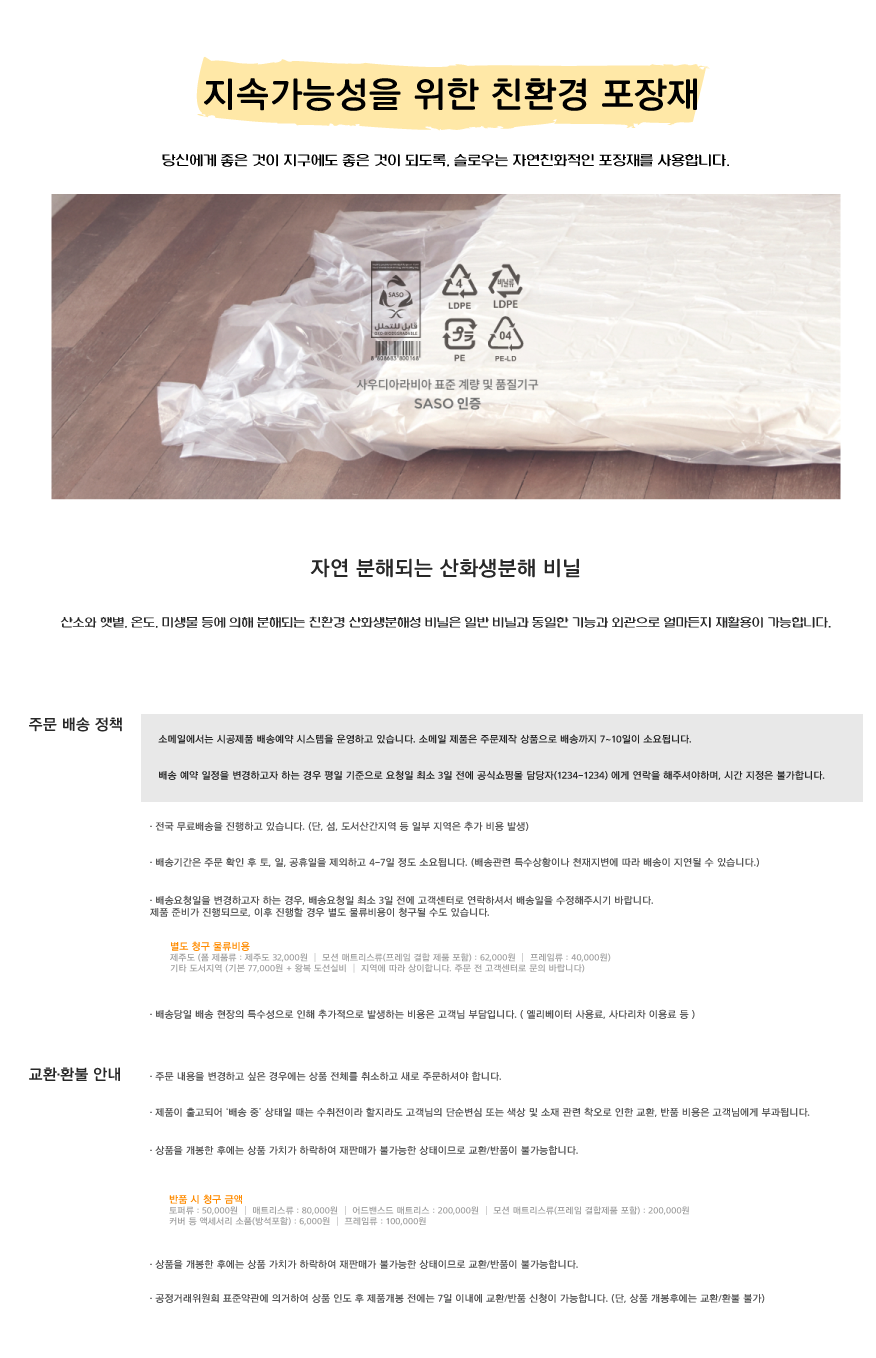 지속가능성을 위한 친환경 포장재
당신에게 좋은 것이 지구에도 좋은 것이 되도록, 슬로우는 자연친화적인 포장재를 사용합니다.
SASO
قابل للتحلل
OXO-BIODEGRADABLE
8 808683 800168
4
LDPE
비닐류
LDPE
プラ
PE
04
PE-LD
사우디아라비아 표준 계량 및 품질기구
SASO 인증
자연 분해되는 산화생분해 비닐
산소와 햇볕, 온도, 미생물 등에 의해 분해되는 친환경 산화생분해성 비닐은 일반 비닐과 동일한 기능과 외관으로 얼마든지 재활용이 가능합니다.
주문 배송 정책
소메일에서는 시공제품 배송예약 시스템을 운영하고 있습니다. 소메일 제품은 주문제작 상품으로 배송까지 7~10일이 소요됩니다.
배송 예약 일정을 변경하고자 하는 경우 평일 기준으로 요청일 최소 3일 전에 공식쇼핑몰 담당자(1234-1234) 에게 연락을 해주셔야하며, 시간 지정은 불가합니다.
· 전국 무료배송을 진행하고 있습니다. (단, 섬, 도서산간지역 등 일부 지역은 추가 비용 발생)
· 배송기간은 주문 확인 후 토, 일, 공휴일을 제외하고 4-7일 정도 소요됩니다. (배송관련 특수상황이나 천재지변에 따라 배송이 지연될 수 있습니다.)
· 배송요청일을 변경하고자 하는 경우, 배송요청일 최소 3일 전에 고객센터로 연락하셔서 배송일을 수정해주시기 바랍니다.
제품 준비가 진행되므로, 이후 진행할 경우 별도 물류비용이 청구될 수도 있습니다.
별도 청구 물류비용
제주도 (폼 제품류 : 제주도 32,000원 | 모션 매트리스류(프레임 결합 제품 포함) : 62,000원 | 프레임류 : 40,000원)
기타 도서지역 (기본 77,000원 + 왕복 도선실비 | 지역에 따라 상이합니다. 주문 전 고객센터로 문의 바랍니다)
· 배송당일 배송 현장의 특수성으로 인해 추가적으로 발생하는 비용은 고객님 부담입니다. ( 엘리베이터 사용료, 사다리차 이용료 등 )
교환·환불 안내
· 주문 내용을 변경하고 싶은 경우에는 상품 전체를 취소하고 새로 주문하셔야 합니다.
· 제품이 출고되어 '배송 중' 상태일 때는 수취전이라 할지라도 고객님의 단순변심 또는 색상 및 소재 관련 착오로 인한 교환, 반품 비용은 고객님에게 부과됩니다.
· 상품을 개봉한 후에는 상품 가치가 하락하여 재판매가 불가능한 상태이므로 교환/반품이 불가능합니다.
반품 시 청구 금액
토퍼류 : 50,000원 | 매트리스류 : 80,000원 | 어드밴스드 매트리스 : 200,000원 | 모션 매트리스류(프레임 결합제품 포함) : 200,000원
커버 등 액세서리 소품(방석포함) : 6,000원 | 프레임류 : 100,000원
· 상품을 개봉한 후에는 상품 가치가 하락하여 재판매가 불가능한 상태이므로 교환/반품이 불가능합니다.
· 공정거래위원회 표준약관에 의거하여 상품 인도 후 제품개봉 전에는 7일 이내에 교환/반품 신청이 가능합니다. (단, 상품 개봉후에는 교환/환불 불가)